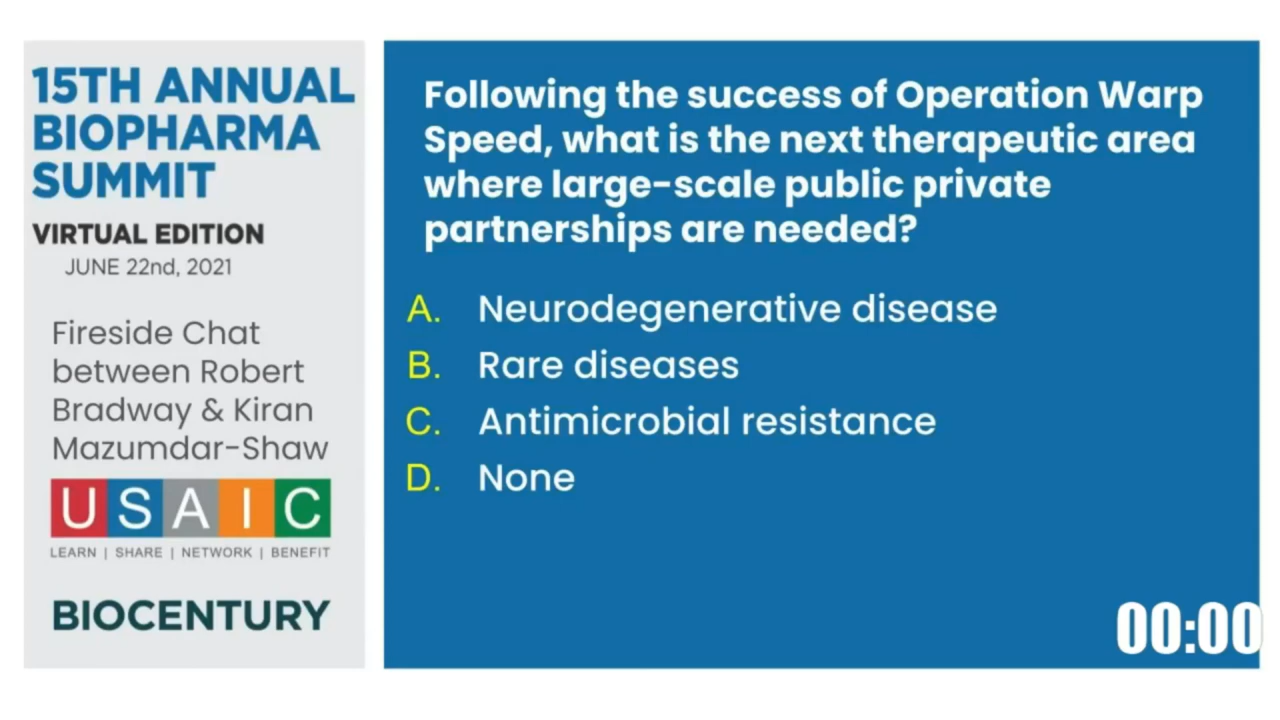 15TH ANNUAL
BIOPHARMA
SUMMIT
VIRTUAL EDITION
JUNE 22nd, 2021
Fireside Chat
between Robert
Bradway & Kiran
Mazumdar-Shaw
USAIC
LEARN | SHARE | NETWORK | BENEFIT
BIOCENTURY
Following the success of Operation Warp
Speed, what is the next therapeutic area
where large-scale public private
partnerships are needed?
A. Neurodegenerative disease
B. Rare diseases
C. Antimicrobial resistance
D. None
00:00